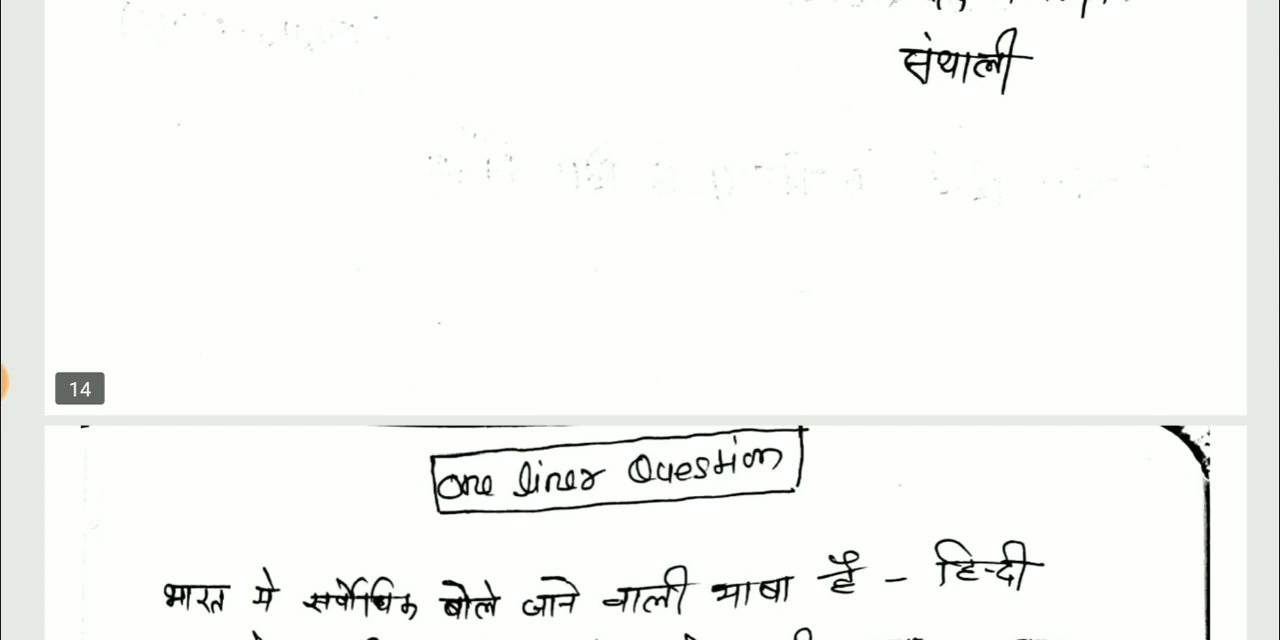 संथाली
14
One liner Question
भारत मे सर्वाधिक बोले जाने वाली भाषा है - हिन्दी